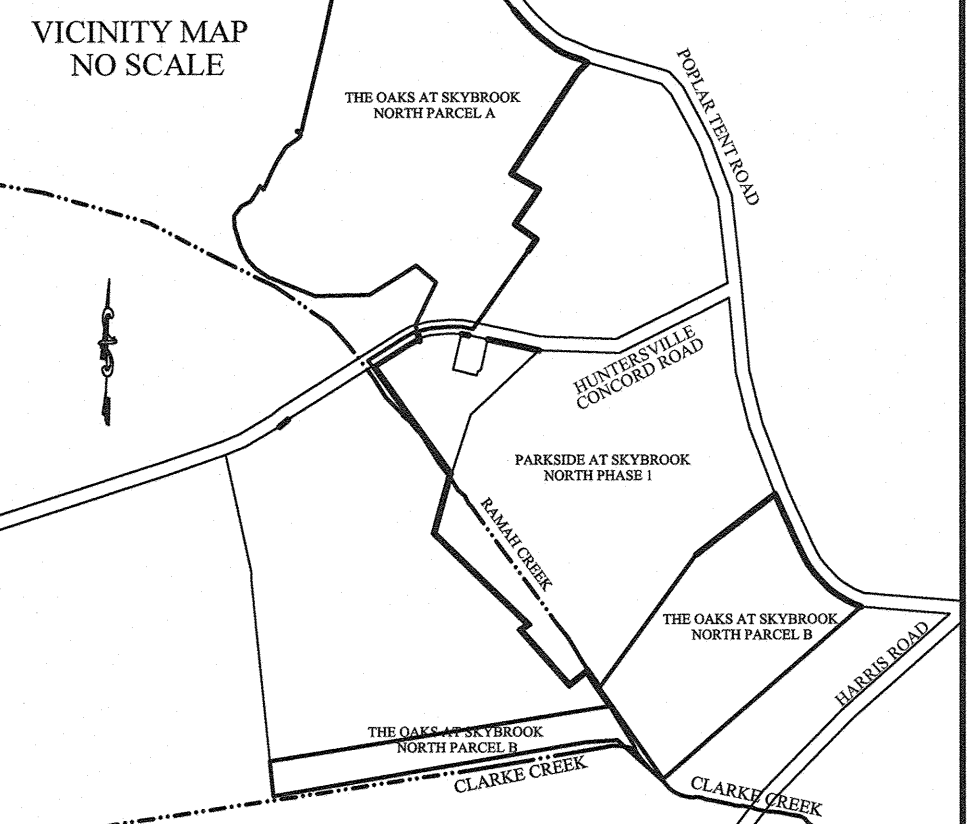 VICINITY MAP
NO SCALE
THE OAKS AT SKYBROOK
NORTH PARCEL A
POPLAR TENT ROAD
HUNTERSVILLE
CONCORD ROAD
PARKSIDE AT SKYBROOK
NORTH PHASE 1
RAMAH CREEK
THE OAKS AT SKYBROOK
NORTH PARCEL B
HARRIS ROAD
THE OAKS AT SKYBROOK
NORTH PARCEL B
CLARKE CREEK
CLARKE CREEK